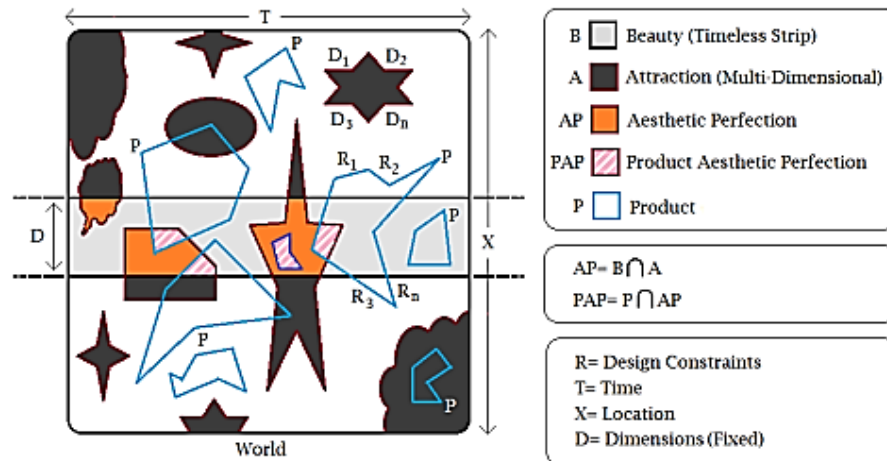 T
P
D₁ D₂
D₃ Dₙ
P
R₁ R₂ P
D
P
X
R₃ Rₙ
P
P
World
B Beauty (Timeless Strip)
A Attraction (Multi-Dimensional)
AP Aesthetic Perfection
PAP Product Aesthetic Perfection
P Product
AP= B⋂A
PAP= P⋂AP
R= Design Constraints
T= Time
X= Location
D= Dimensions (Fixed)